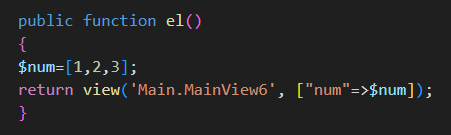 public function el()
{
$num=[1,2,3];
return view('Main.MainView6', ["num"=>$num]);
}